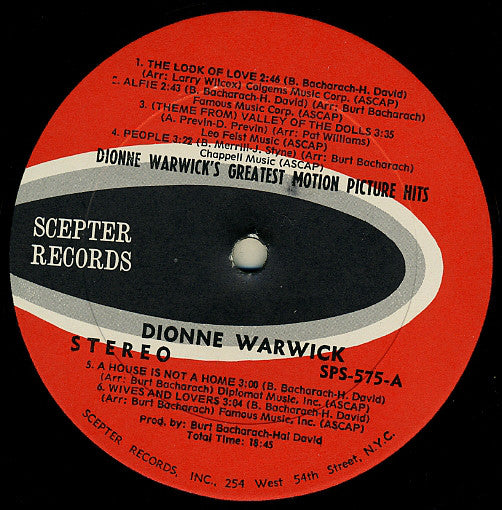 1. THE LOOK OF LOVE 2:46 (B. Bacharach-H. David)
(Arr: Larry Wilcox) Colgems Music Corp. (ASCAP)
2. ALFIE 2:43 (B. Bacharach-H. David) (Arr: Burt Bacharach)
Famous Music Corp. (ASCAP)
3. (THEME FROM) VALLEY OF THE DOLLS 3:35
(A. Previn-D. Previn) (Arr: Pat Williams)
Leo Feist Music (ASCAP)
4. PEOPLE 3:22 (B. Merrill-J. Styne) (Arr: Burt Bacharach)
Chappell Music (ASCAP)
DIONNE WARWICK'S GREATEST MOTION PICTURE HITS
SCEPTER
RECORDS
DIONNE WARWICK
STEREO
SPS-575-A
5. A HOUSE IS NOT A HOME 3:00 (B. Bacharach-H. David)
(Arr: Burt Bacharach) Diplomat Music, Inc. (ASCAP)
6. WIVES AND LOVERS 3:04 (B. Bacharach-H. David)
(Arr: Burt Bacharach) Famous Music, Inc. (ASCAP)
Prod. by: Burt Bacharach-Hal David
Total Time: 18:45
SCEPTER RECORDS, INC., 254 West 54th Street, N.Y.C.